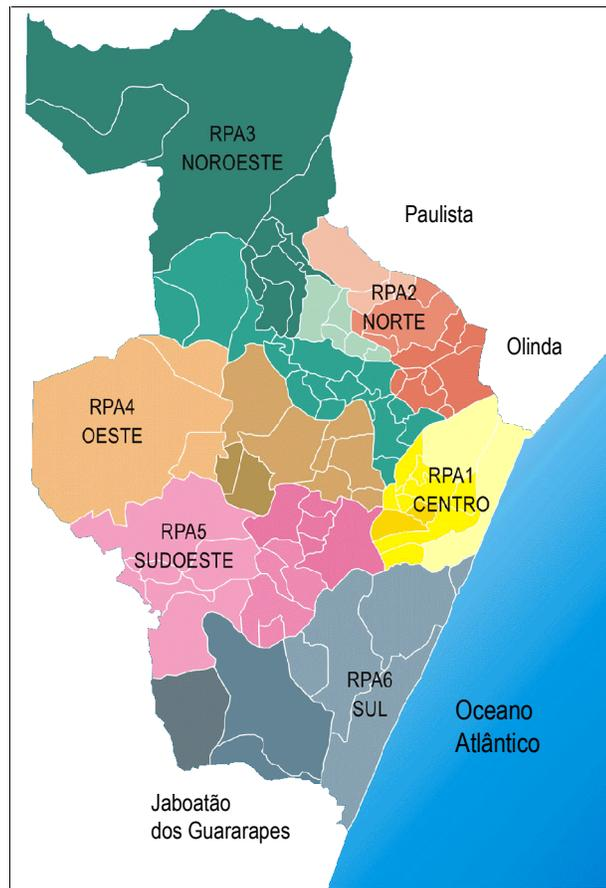 RPA3
NOROESTE
Paulista
RPA2
NORTE
Olinda
RPA4
OESTE
RPA1
CENTRO
RPA5
SUDOESTE
RPA6
SUL
Oceano
Atlântico
Jaboatão
dos Guararapes